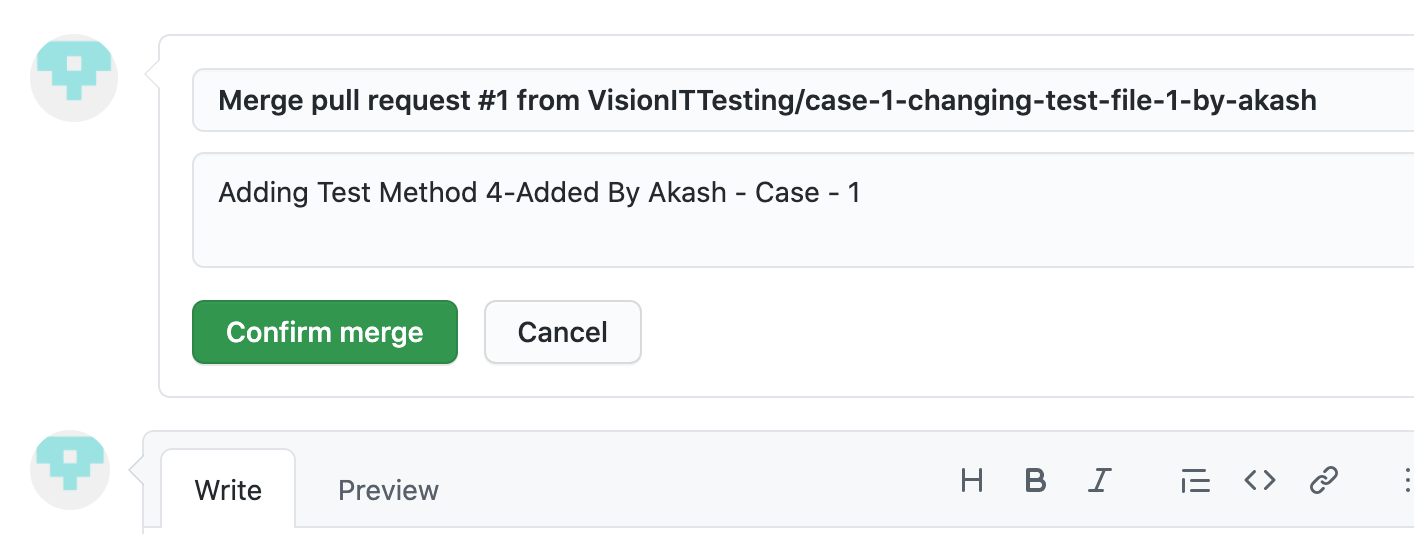 Merge pull request #1 from VisionITTesting/case-1-changing-test-file-1-by-akash
Adding Test Method 4-Added By Akash - Case - 1
Confirm merge Cancel
Write Preview